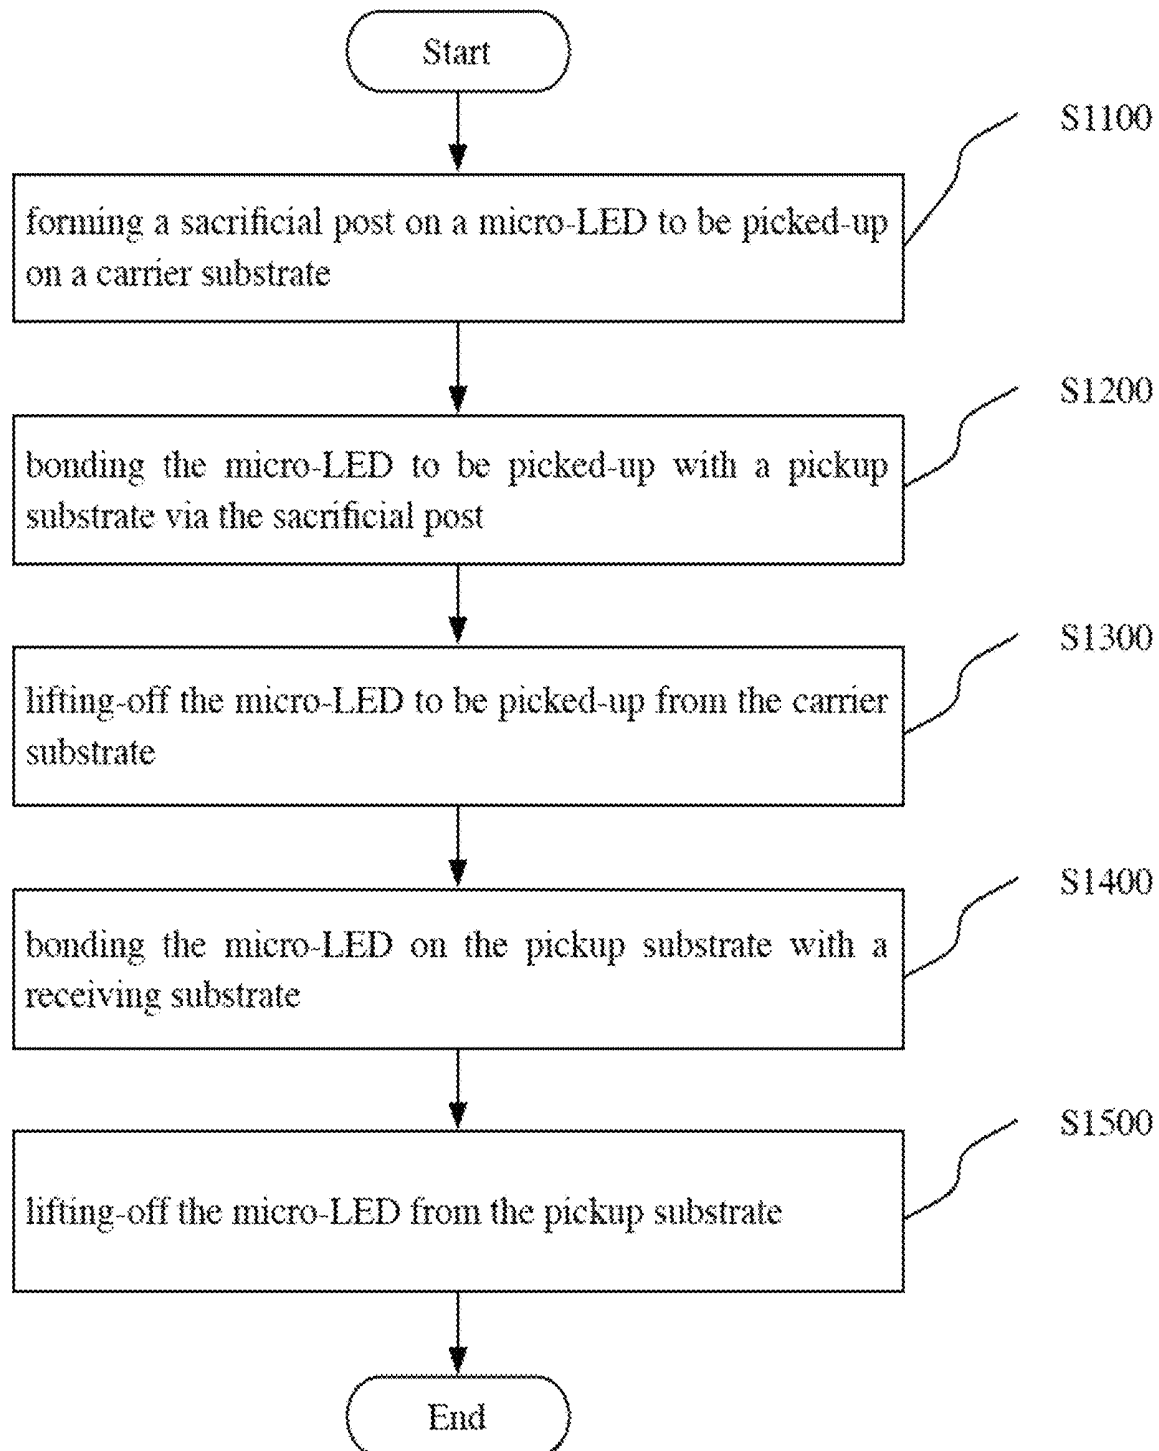 Start
S1100
forming a sacrificial post on a micro-LED to be picked-up
on a carrier substrate
S1200
bonding the micro-LED to be picked-up with a pickup
substrate via the sacrificial post
S1300
lifting-off the micro-LED to be picked-up from the carrier
substrate
S1400
bonding the micro-LED on the pickup substrate with a
receiving substrate
S1500
lifting-off the micro-LED from the pickup substrate
End